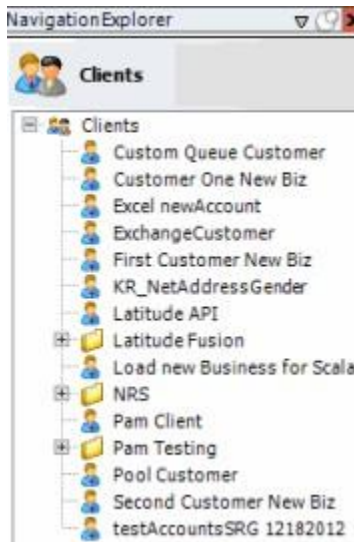 NavigationExplorer
Clients
Clients
Custom Queue Customer
Customer One New Biz
Excel newAccount
ExchangeCustomer
First Customer New Biz
KR_NetAddressGender
Latitude API
Latitude Fusion
Load new Business for Scala
NRS
Pam Client
Pam Testing
Pool Customer
Second Customer New Biz
testAccountsSRG 12182012